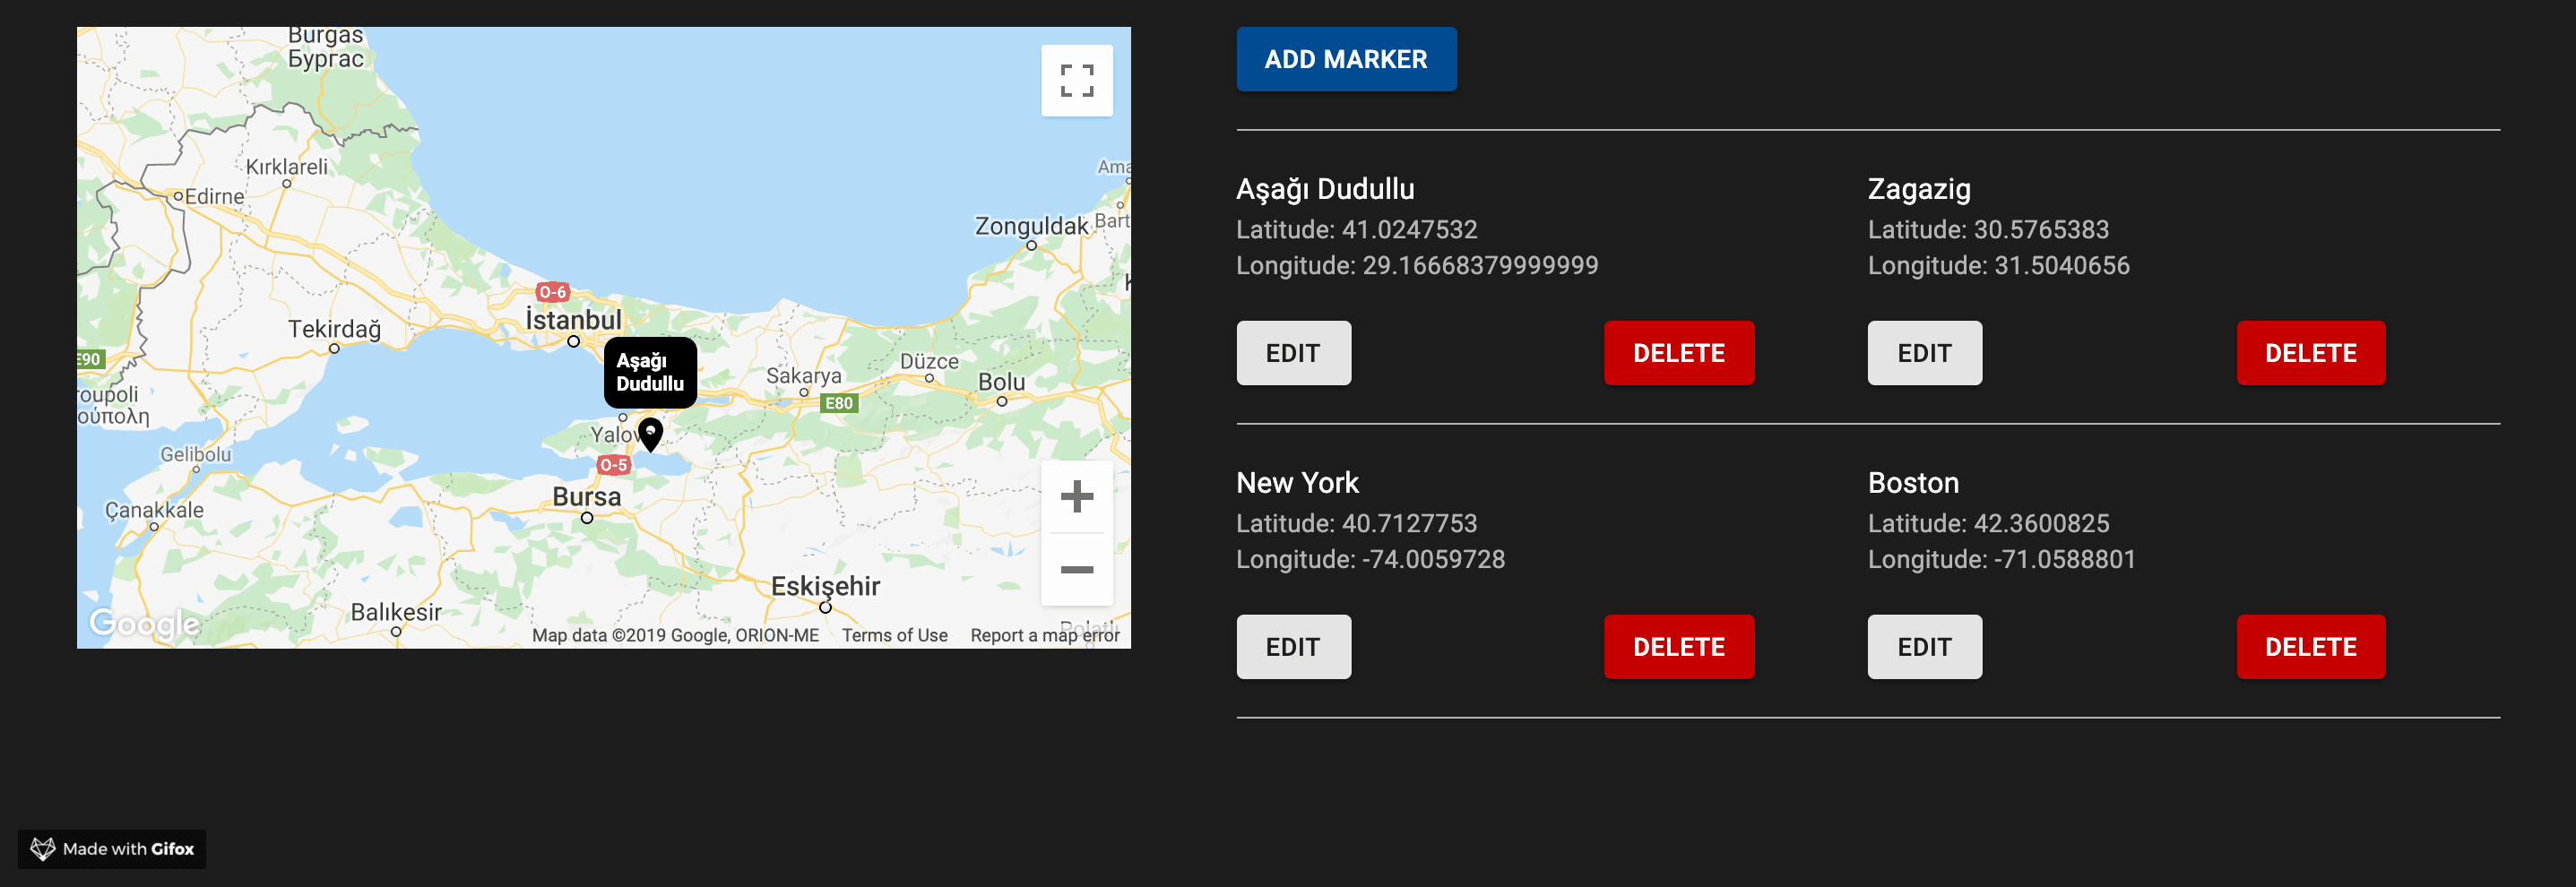 Burgas
Бургас
Kırklareli
Edirne
Ama
Zonguldak
Bart
O-6
İstanbul
Tekirdağ
E90
Aşağı
Dudullu
Düzce
Sakarya
Bolu
E80
roupoli
ούπολη
Yalov
Gelibolu
O-5
Bursa
Çanakkale
Eskişehir
Balıkesir
Google
Polatlı
Map data ©2019 Google, ORION-ME
Terms of Use
Report a map error
ADD MARKER
Aşağı Dudullu
Latitude: 41.0247532
Longitude: 29.16668379999999
EDIT
DELETE
Zagazig
Latitude: 30.5765383
Longitude: 31.5040656
EDIT
DELETE
New York
Latitude: 40.7127753
Longitude: -74.0059728
EDIT
DELETE
Boston
Latitude: 42.3600825
Longitude: -71.0588801
EDIT
DELETE
Made with Gifox